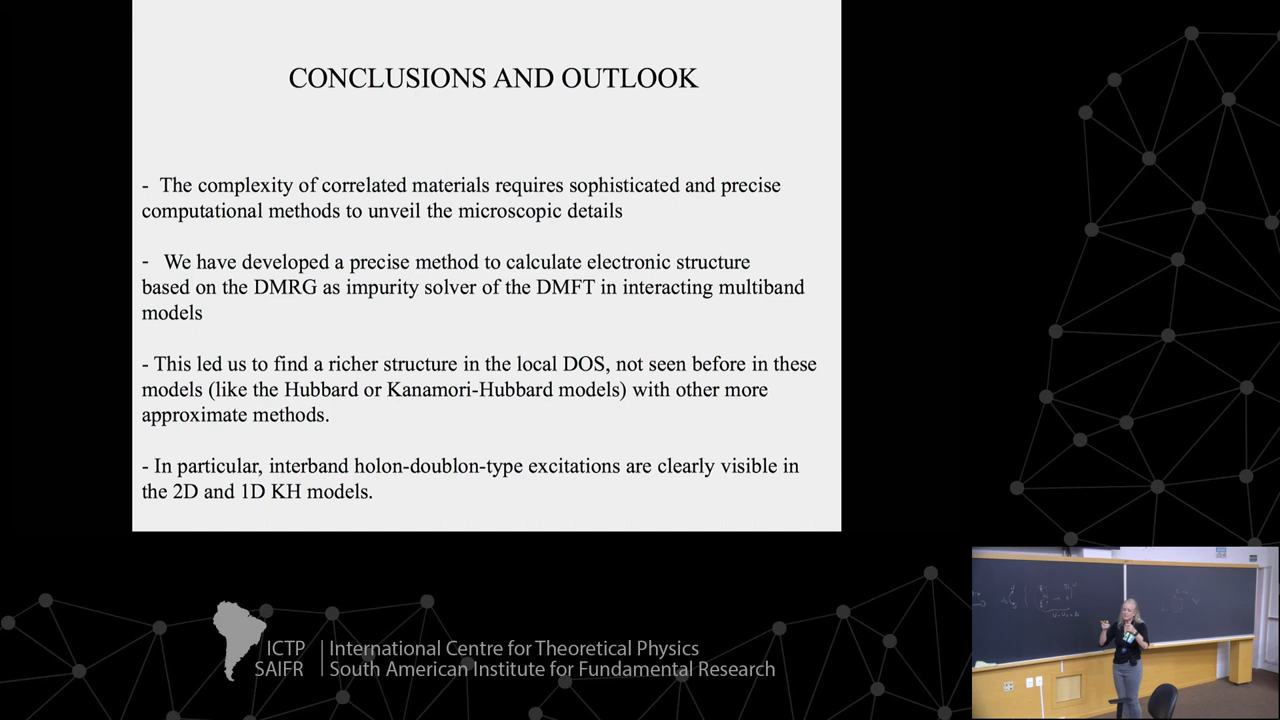 CONCLUSIONS AND OUTLOOK
- The complexity of correlated materials requires sophisticated and precise
computational methods to unveil the microscopic details
- We have developed a precise method to calculate electronic structure
based on the DMRG as impurity solver of the DMFT in interacting multiband
models
- This led us to find a richer structure in the local DOS, not seen before in these
models (like the Hubbard or Kanamori-Hubbard models) with other more
approximate methods.
- In particular, interband holon-doublon-type excitations are clearly visible in
the 2D and 1D KH models.
ICTP
SAIFR
International Centre for Theoretical Physics
South American Institute for Fundamental Research